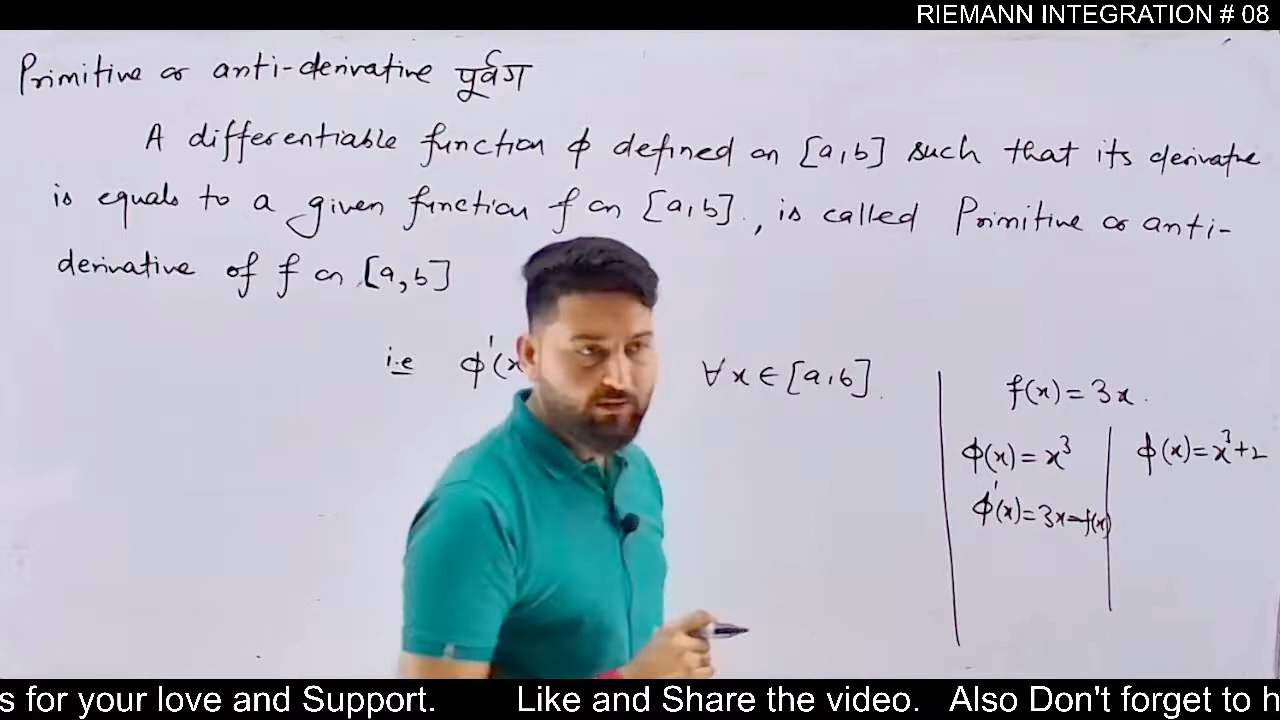 RIEMANN INTEGRATION # 08
Primitive or anti-derivative पूर्वग
A differentiable function ϕ defined on [a,b] such that its derivative
is equals to a given function f on [a,b]., is called Primitive or anti-
derivative of f on [a,b]
i.e ϕ'(x ∀ x ∈ [a,b].
f(x) = 3x.
ϕ(x) = x³ ϕ(x) = x³+2
ϕ'(x) = 3x = f(x)
s for your love and Support. Like and Share the video. Also Don't forget to h